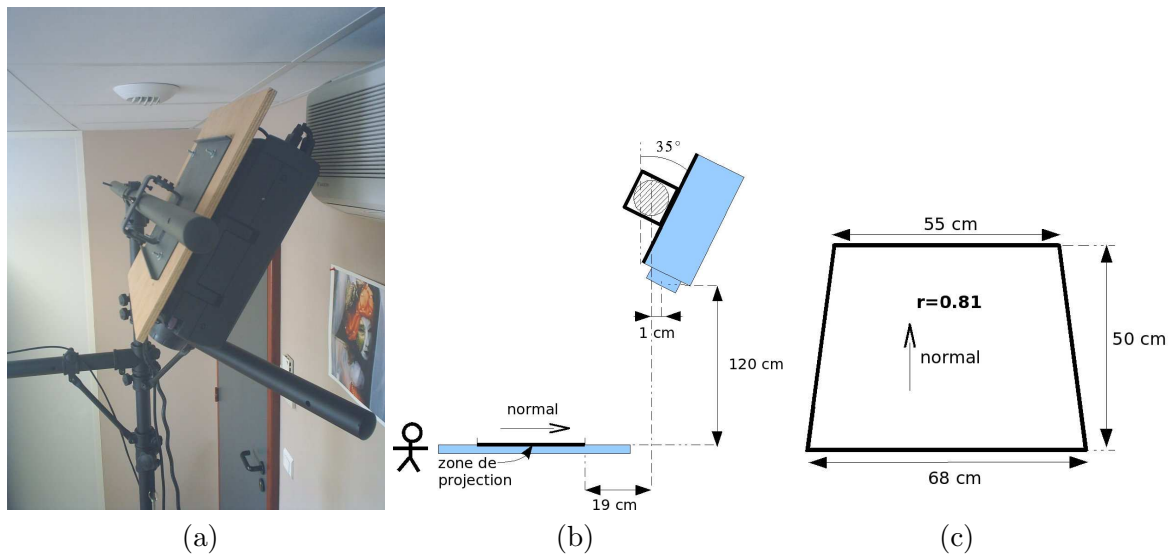 35°
1 cm
120 cm
normal
zone de
projection
19 cm
(b)
55 cm
r=0.81
normal
50 cm
68 cm
(c)
(a)